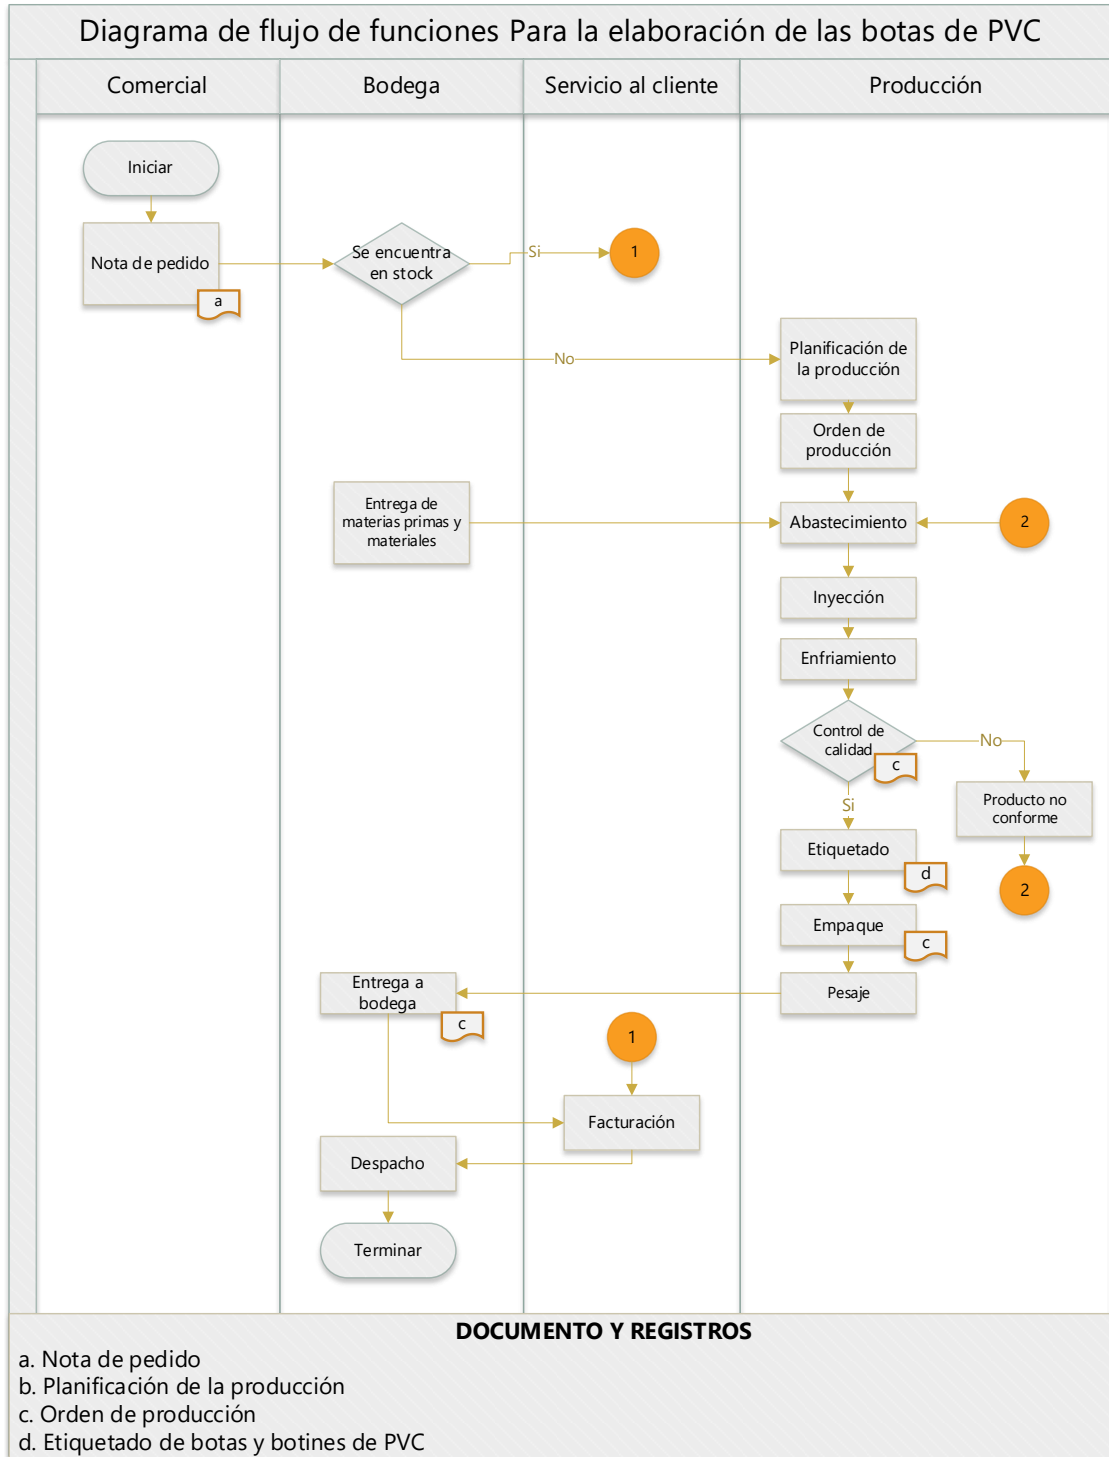 Diagrama de flujo de funciones Para la elaboración de las botas de PVC
Comercial
Bodega
Servicio al cliente
Producción
Iniciar
Nota de pedido
a
Se encuentra
en stock
Si
1
No
Planificación de
la producción
Orden de
producción
Entrega de
materias primas y
materiales
Abastecimiento
2
Inyección
Enfriamiento
Control de
calidad
c
No
Si
Producto no
conforme
Etiquetado
d
2
Empaque
c
Entrega a
bodega
c
Pesaje
1
Facturación
Despacho
Terminar
DOCUMENTO Y REGISTROS
a. Nota de pedido
b. Planificación de la producción
c. Orden de producción
d. Etiquetado de botas y botines de PVC